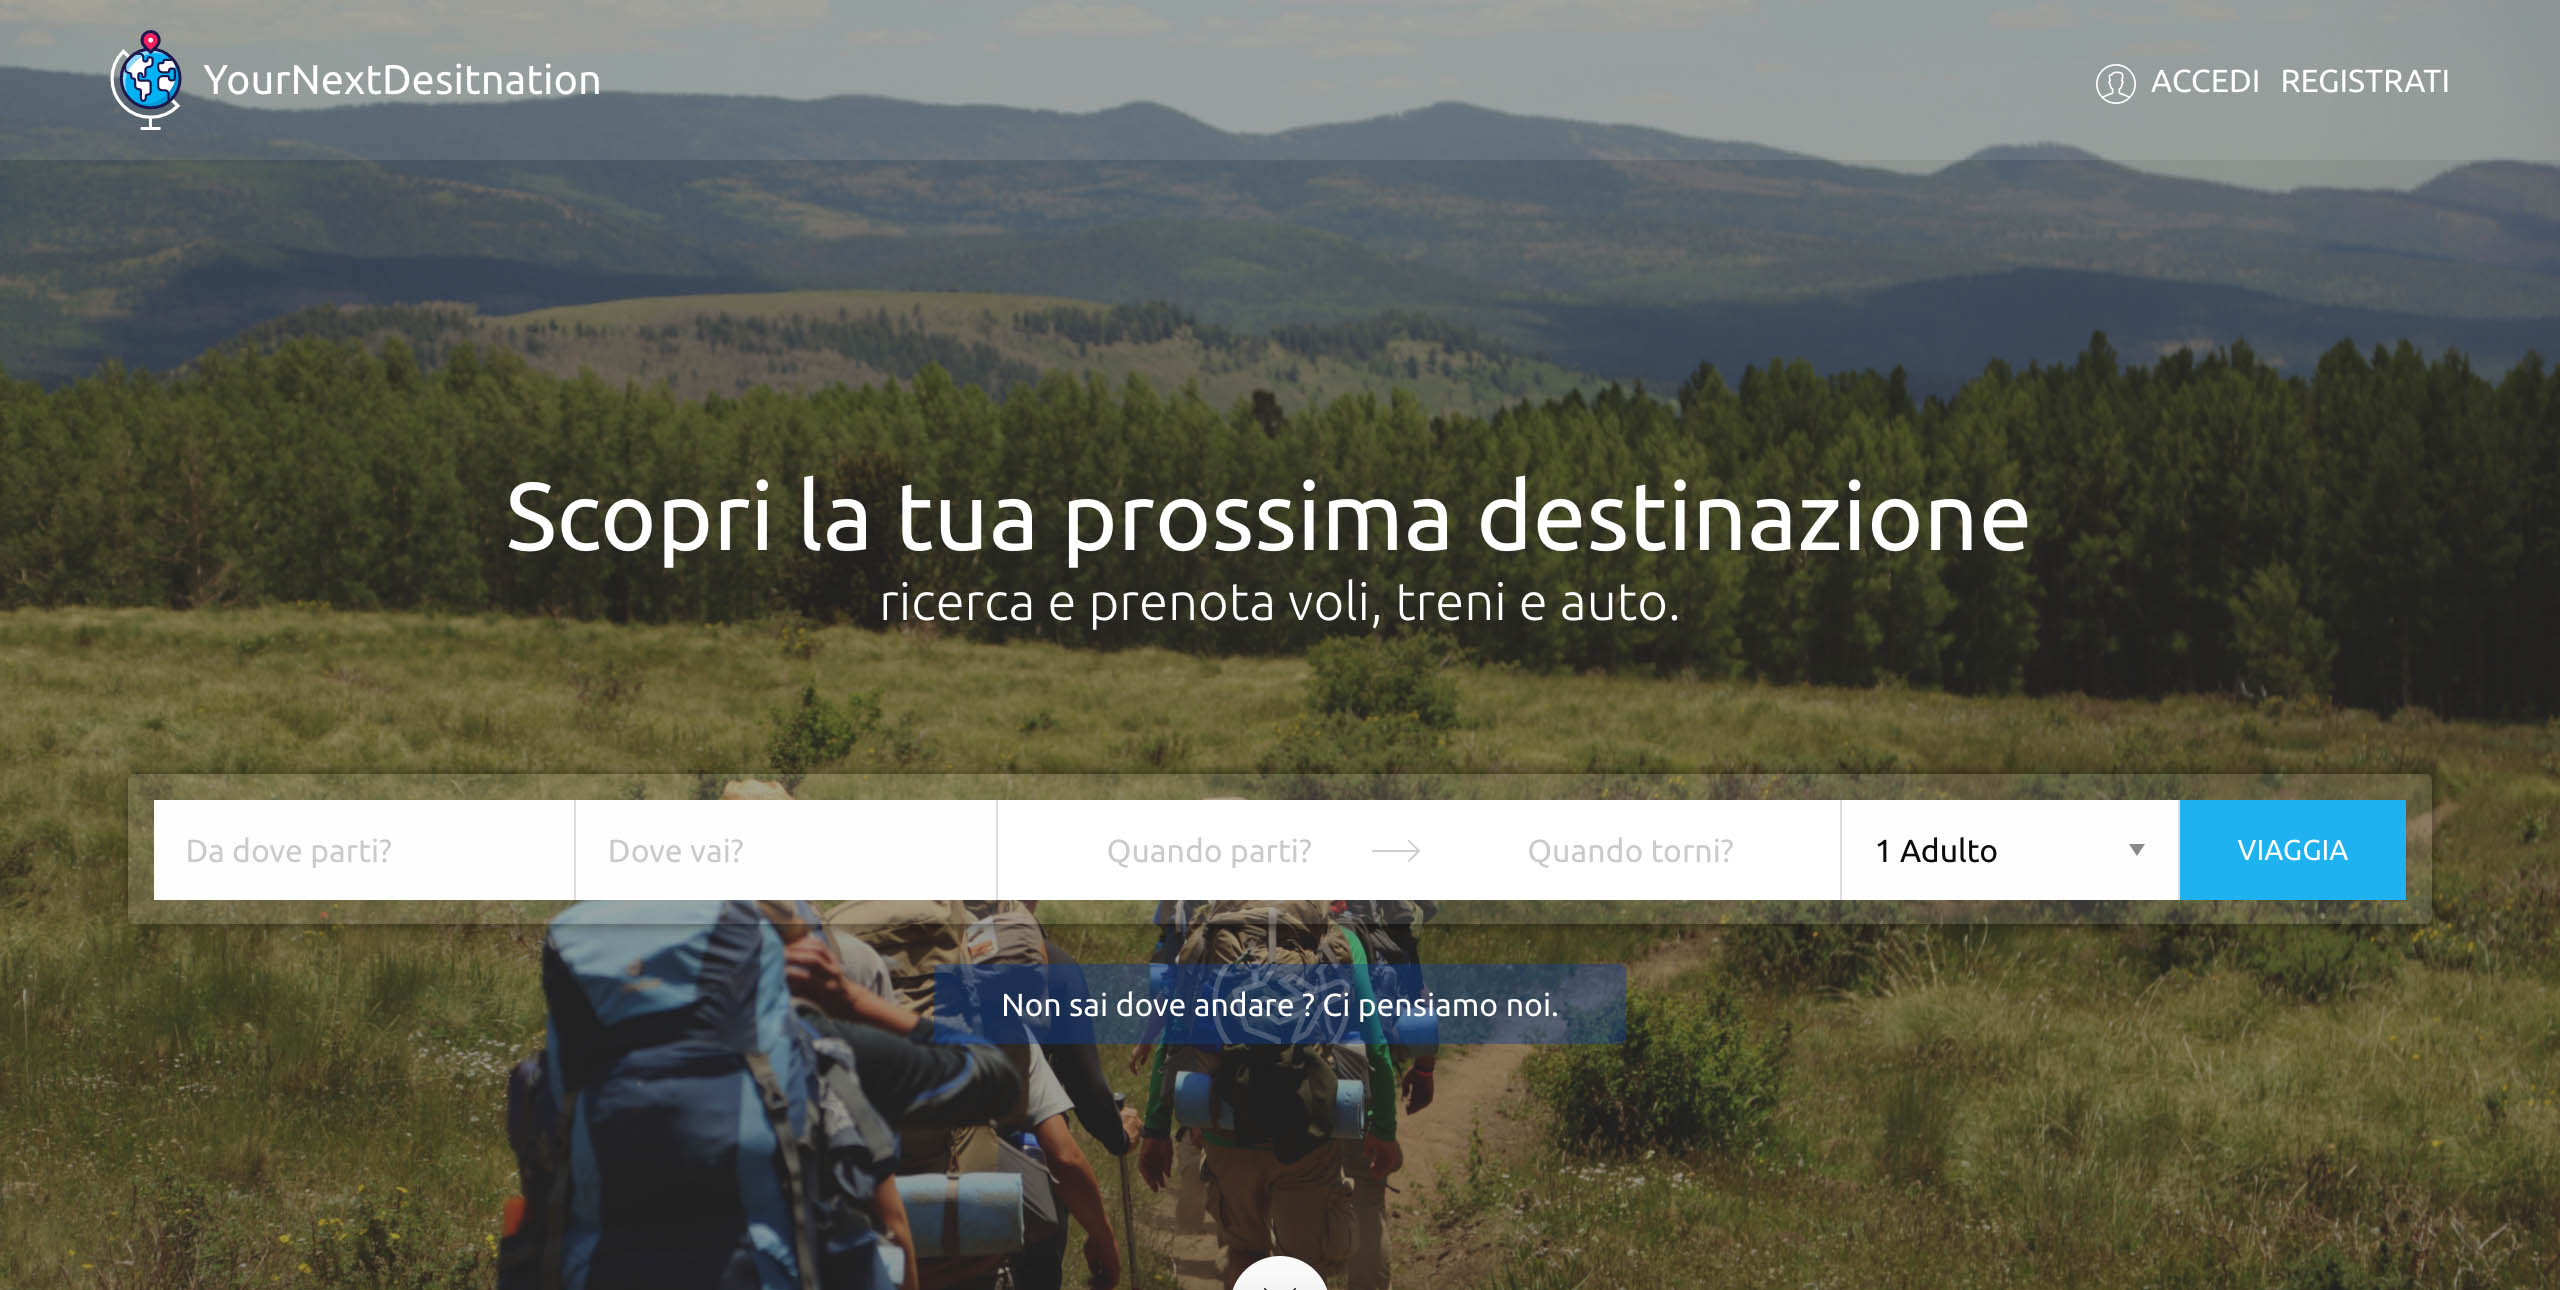 YourNextDesitnation
ACCEDI REGISTRATI
Scopri la tua prossima destinazione
ricerca e prenota voli, treni e auto.
Da dove parti?
Dove vai?
Quando parti?
Quando torni?
1 Adulto
VIAGGIA
Non sai dove andare ? Ci pensiamo noi.